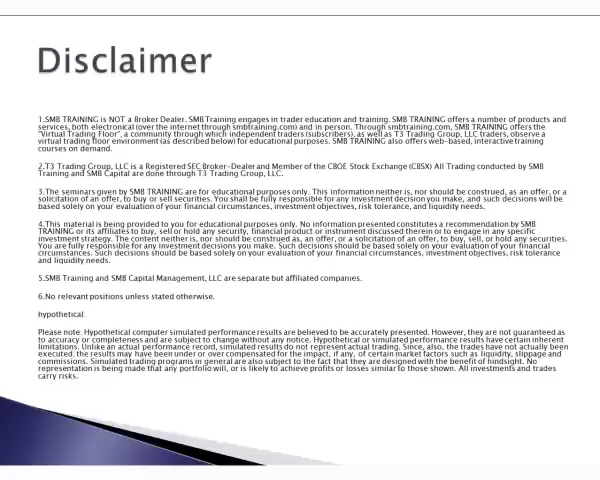 Disclaimer
1.SMB TRAINING is NOT a Broker Dealer. SMB Training engages in trader education and training. SMB TRAINING offers a number of products and
services, both electronical (over the internet through smbtraining.com) and in person. Through smbtraining.com, SMB TRAINING offers the
"Virtual Trading Floor", a community through which independent traders (subscribers), as well as T3 Trading Group, LLC traders, observe a
virtual trading floor environment (as described below) for educational purposes. SMB TRAINING also offers web-based, interactive training
courses on demand.
2.T3 Trading Group, LLC is a Registered SEC Broker-Dealer and Member of the CBOE Stock Exchange (CBSX) All Trading conducted by SMB
Training and SMB Capital are done through T3 Trading Group, LLC.
3.The seminars given by SMB TRAINING are for educational purposes only. This information neither is, nor should be construed, as an offer, or a
solicitation of an offer, to buy or sell securities. You shall be fully responsible for any investment decision you make, and such decisions will be
based solely on your evaluation of your financial circumstances, investment objectives, risk tolerance, and liquidity needs.
4.This material is being provided to you for educational purposes only. No information presented constitutes a recommendation by SMB
TRAINING or its affiliates to buy, sell or hold any security, financial product or instrument discussed therein or to engage in any specific
investment strategy. The content neither is, nor should be construed as, an offer, or a solicitation of an offer, to buy, sell, or hold any securities.
You are fully responsible for any investment decisions you make. Such decisions should be based solely on your evaluation of your financial
circumstances. Such decisions should be based solely on your evaluation of your financial circumstances, investment objectives, risk tolerance
and liquidity needs.
5.SMB Training and SMB Capital Management, LLC are separate but affiliated companies.
6.No relevant positions unless stated otherwise.
hypothetical:
Please note: Hypothetical computer simulated performance results are believed to be accurately presented. However, they are not guaranteed as
to accuracy or completeness and are subject to change without any notice. Hypothetical or simulated performance results have certain inherent
limitations. Unlike an actual performance record, simulated results do not represent actual trading. Since, also, the trades have not actually been
executed, the results may have been under or over compensated for the impact, if any, of certain market factors such as liquidity, slippage and
commissions. Simulated trading programs in general are also subject to the fact that they are designed with the benefit of hindsight. No
representation is being made that any portfolio will, or is likely to achieve profits or losses similar to those shown. All investments and trades
carry risks.